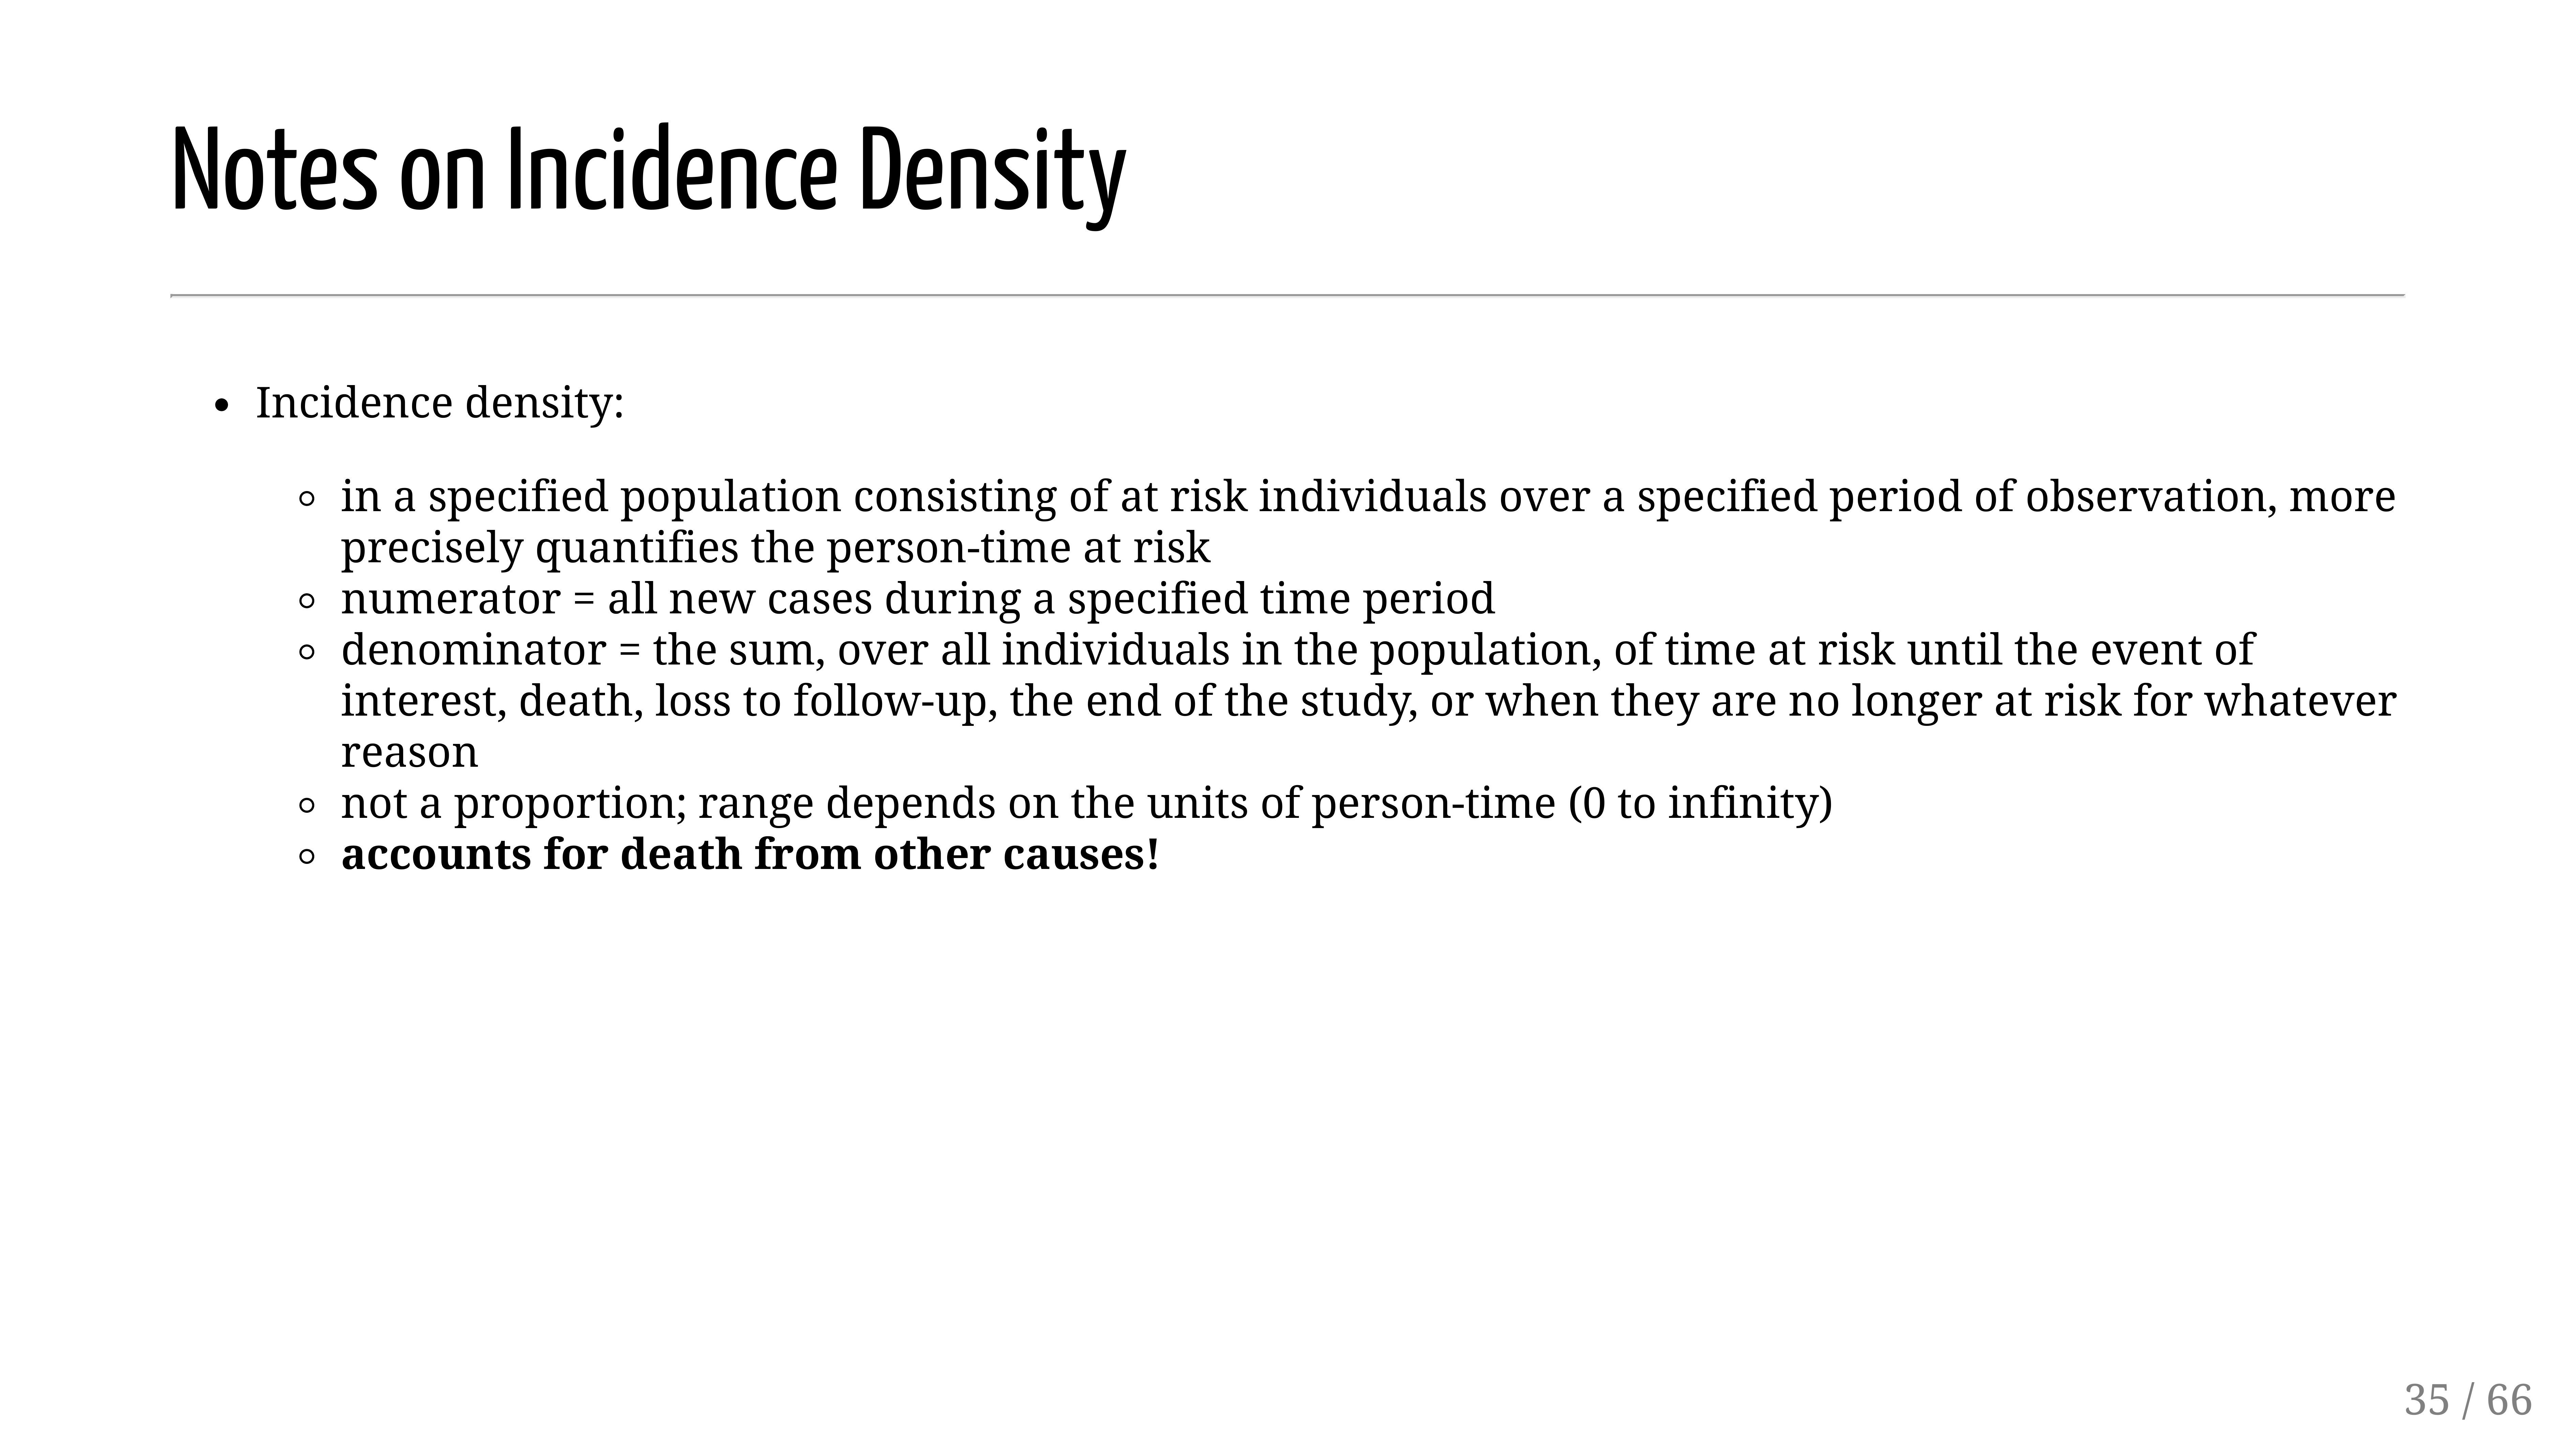 Notes on Incidence Density
• Incidence density:
◦ in a specified population consisting of at risk individuals over a specified period of observation, more
precisely quantifies the person-time at risk
◦ numerator = all new cases during a specified time period
◦ denominator = the sum, over all individuals in the population, of time at risk until the event of
interest, death, loss to follow-up, the end of the study, or when they are no longer at risk for whatever
reason
◦ not a proportion; range depends on the units of person-time (0 to infinity)
◦ accounts for death from other causes!
35 / 66